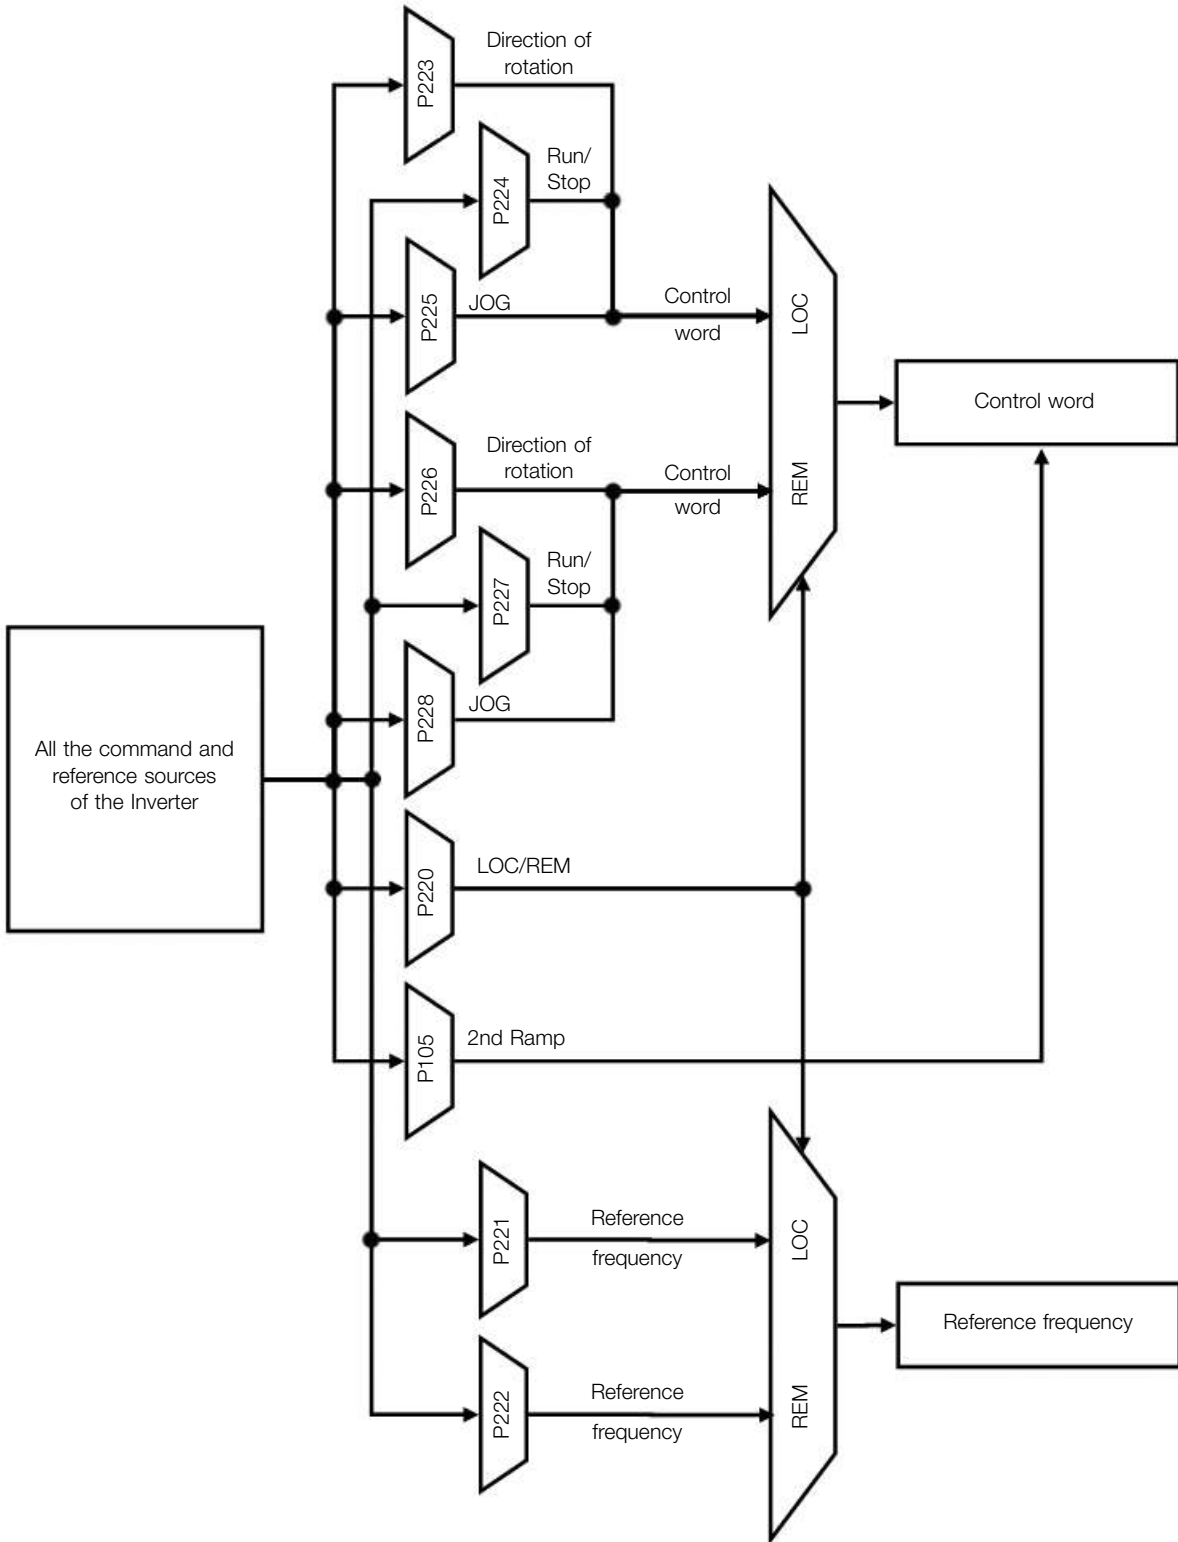 P223
Direction of
rotation
P224
Run/
Stop
P225
JOG
Control
word
LOC
REM
Control word
P226
Direction of
rotation
Control
word
P227
Run/
Stop
P228
JOG
All the command and
reference sources
of the Inverter
P220
LOC/REM
P105
2nd Ramp
P221
Reference
frequency
LOC
REM
Reference frequency
P222
Reference
frequency